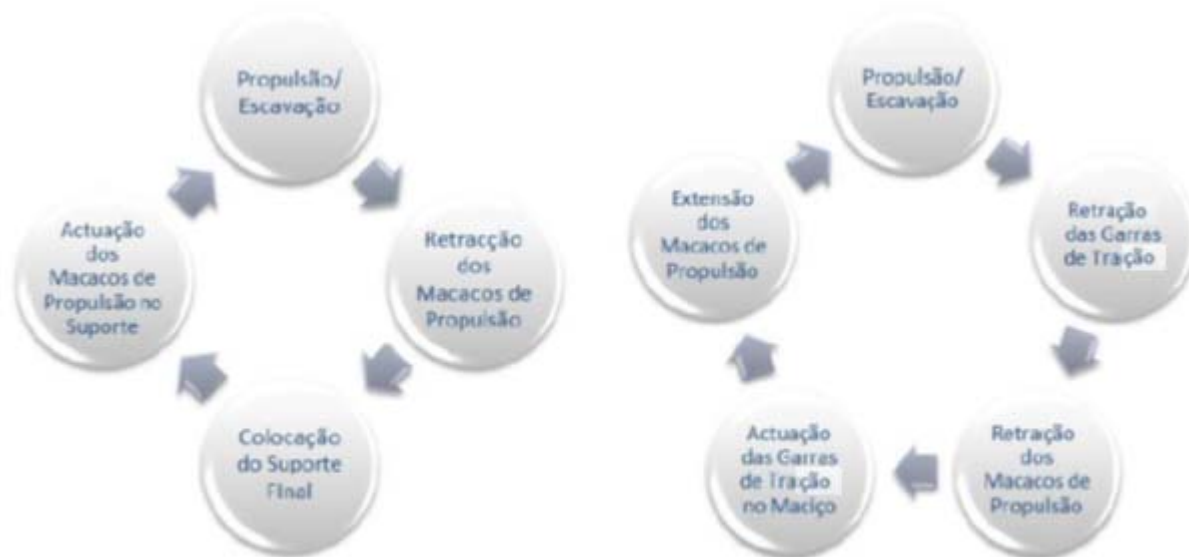 Propulsão/
Escavação
Retracção
dos
Macacos de
Propulsão
Colocação
do Suporte
Final
Actuação
dos
Macacos de
Propulsão no
Suporte
Propulsão/
Escavação
Retração
das Garras
de Tração
Retração
dos
Macacos de
Propulsão
Actuação
das Garras
de Tração
no Maciço
Extensão
dos
Macacos de
Propulsão